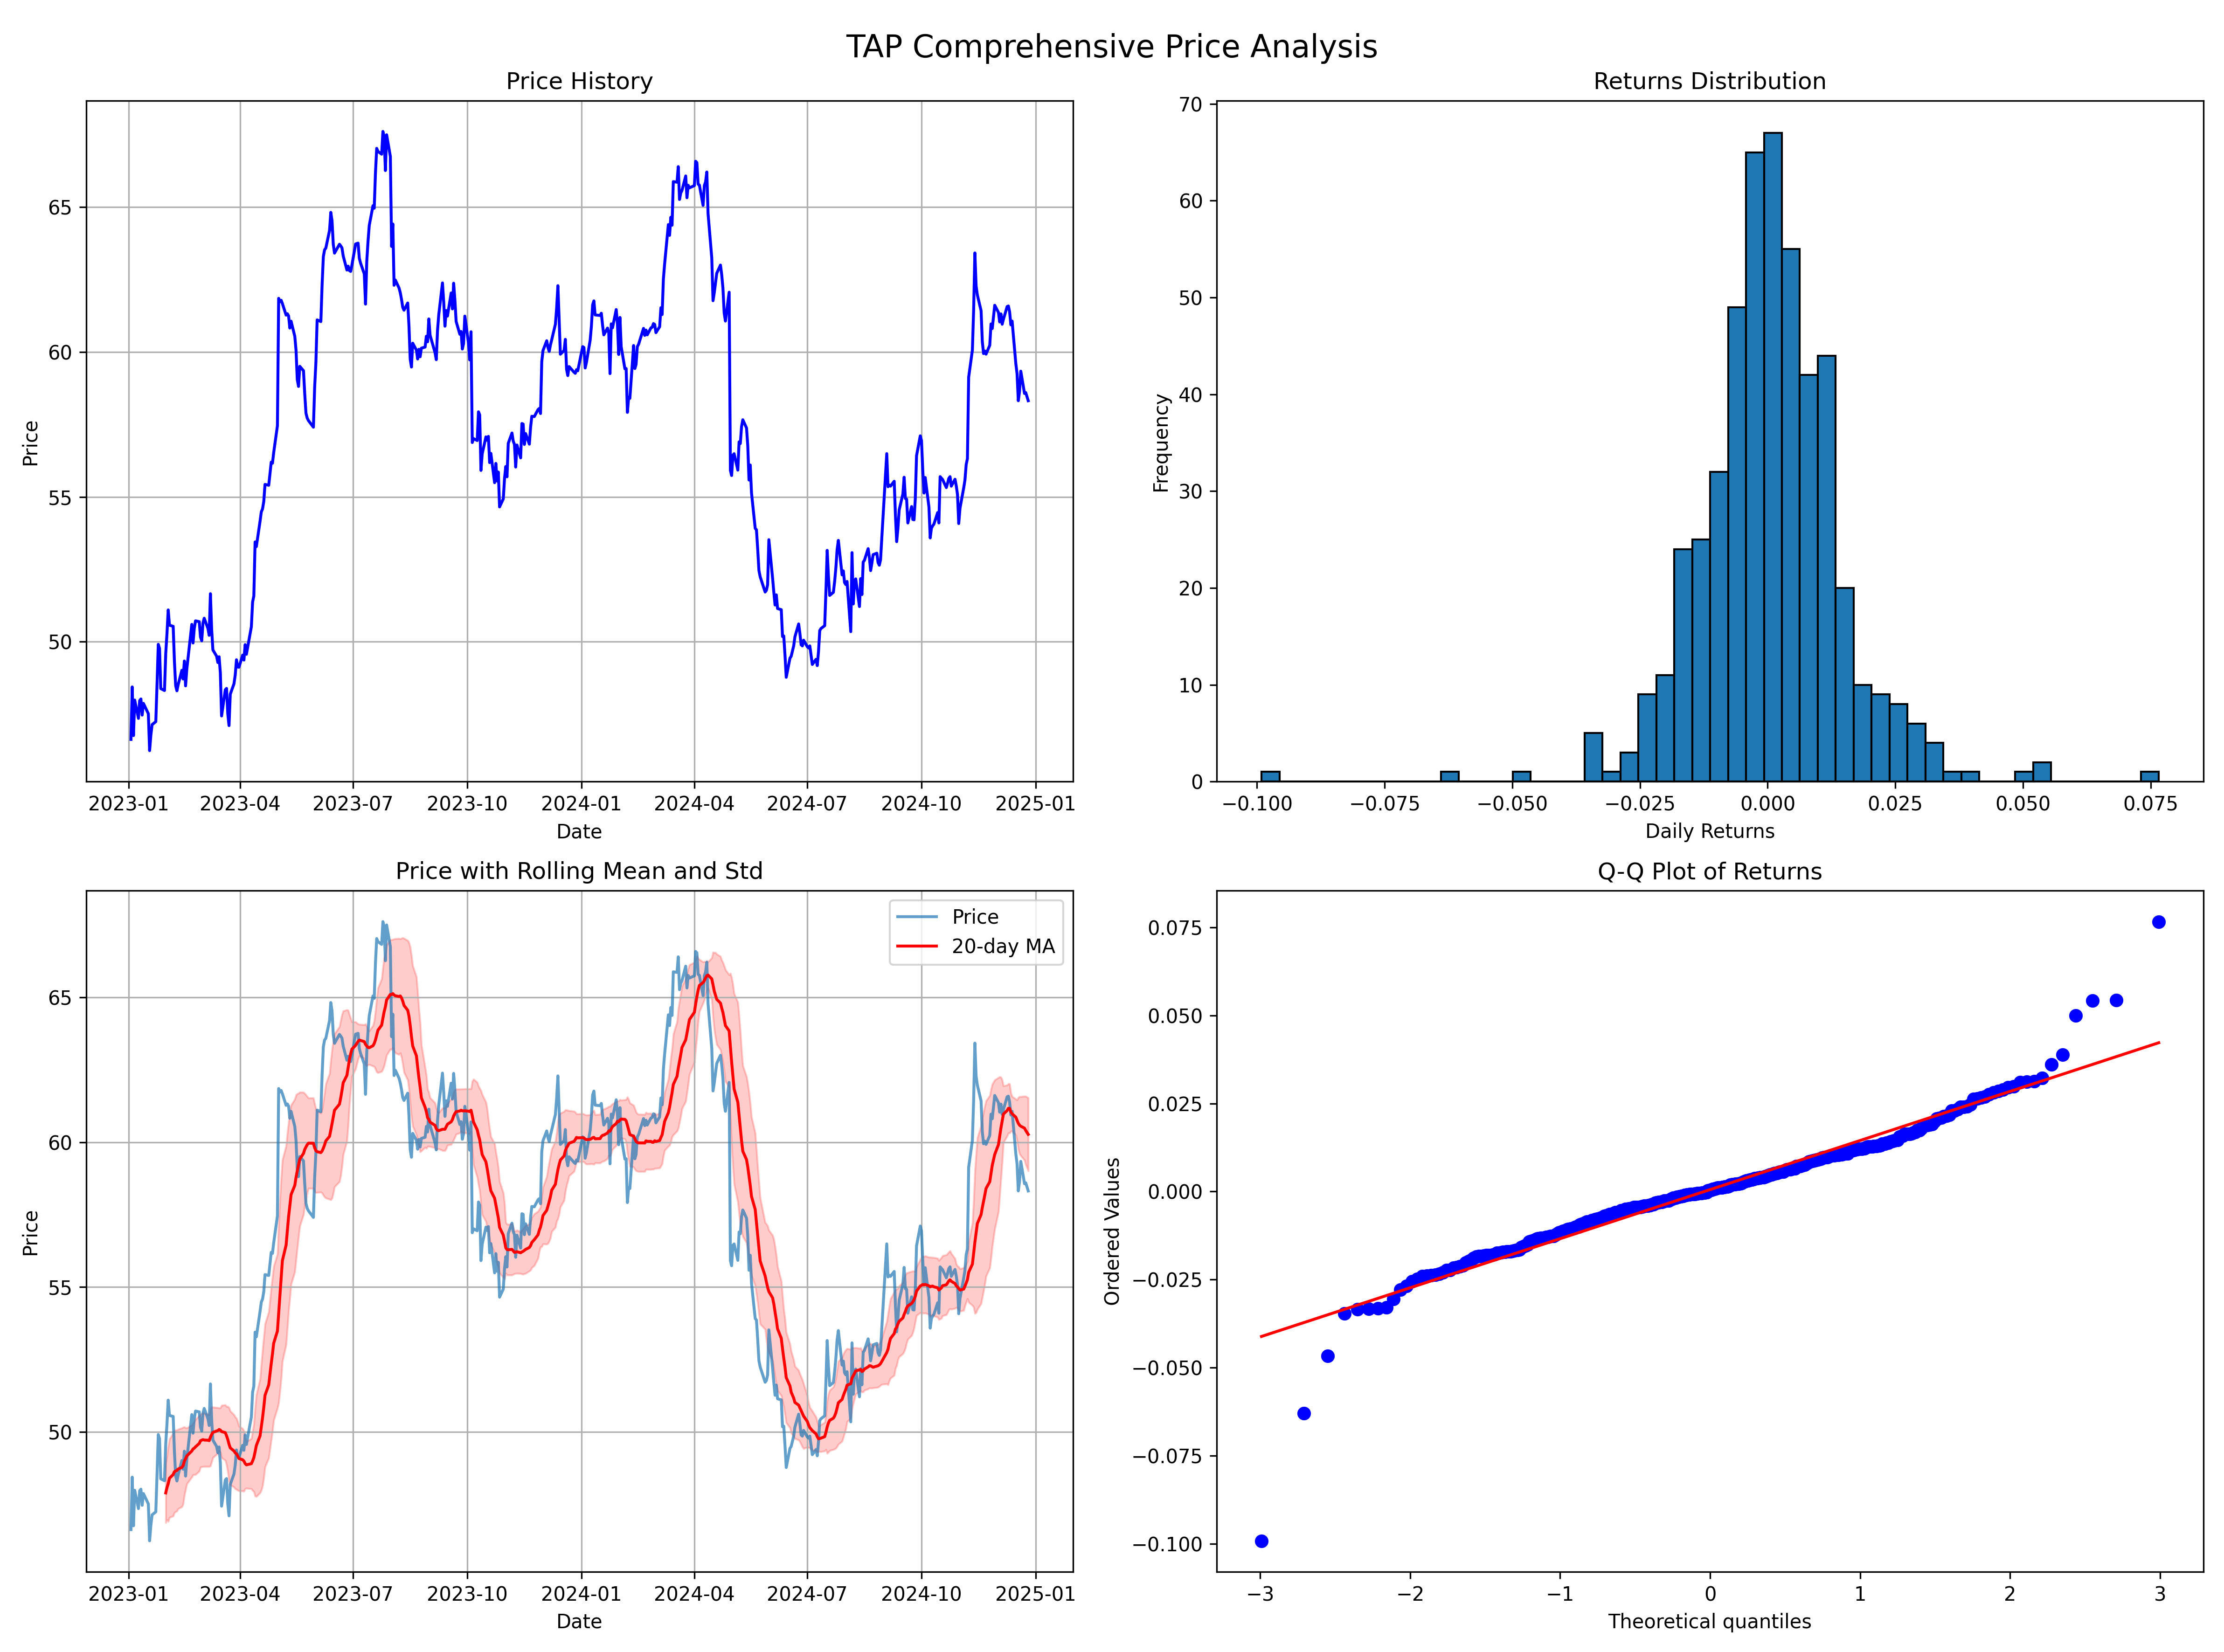 TAP Comprehensive Price Analysis
Price History
Price
65
60
55
50
2023-01 2023-04 2023-07 2023-10 2024-01 2024-04 2024-07 2024-10 2025-01
Date
Returns Distribution
Frequency
70
60
50
40
30
20
10
0
−0.100 −0.075 −0.050 −0.025 0.000 0.025 0.050 0.075
Daily Returns
Price with Rolling Mean and Std
Price
65
60
55
50
Price
20-day MA
2023-01 2023-04 2023-07 2023-10 2024-01 2024-04 2024-07 2024-10 2025-01
Date
Q-Q Plot of Returns
Ordered Values
0.075
0.050
0.025
0.000
−0.025
−0.050
−0.075
−0.100
−3 −2 −1 0 1 2 3
Theoretical quantiles